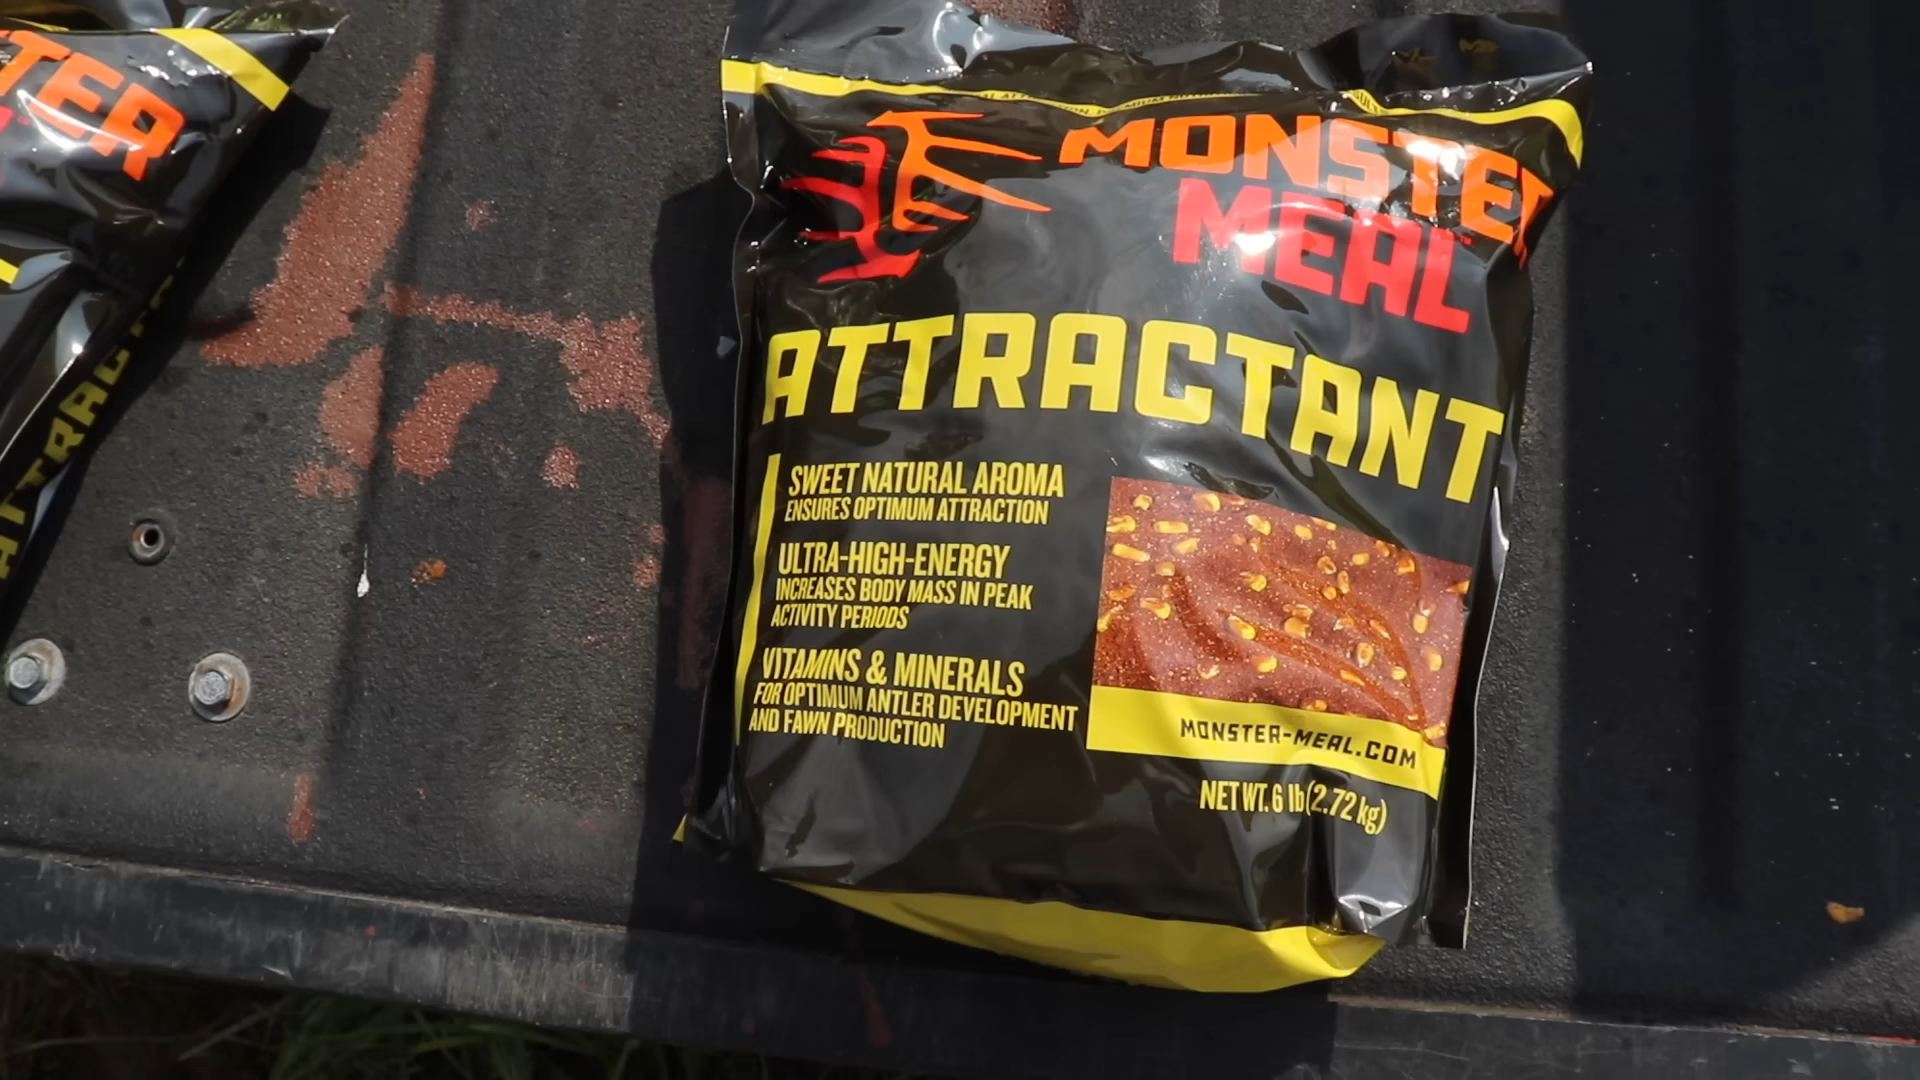 TER
ATTRACT
MONSTER
MEAL
ATTRACTANT
SWEET NATURAL AROMA
ENSURES OPTIMUM ATTRACTION
ULTRA-HIGH-ENERGY
INCREASES BODY MASS IN PEAK
ACTIVITY PERIODS
VITAMINS & MINERALS
FOR OPTIMUM ANTLER DEVELOPMENT
AND FAWN PRODUCTION
MONSTER-MEAL.COM
NET WT. 6 lb (2.72 kg)